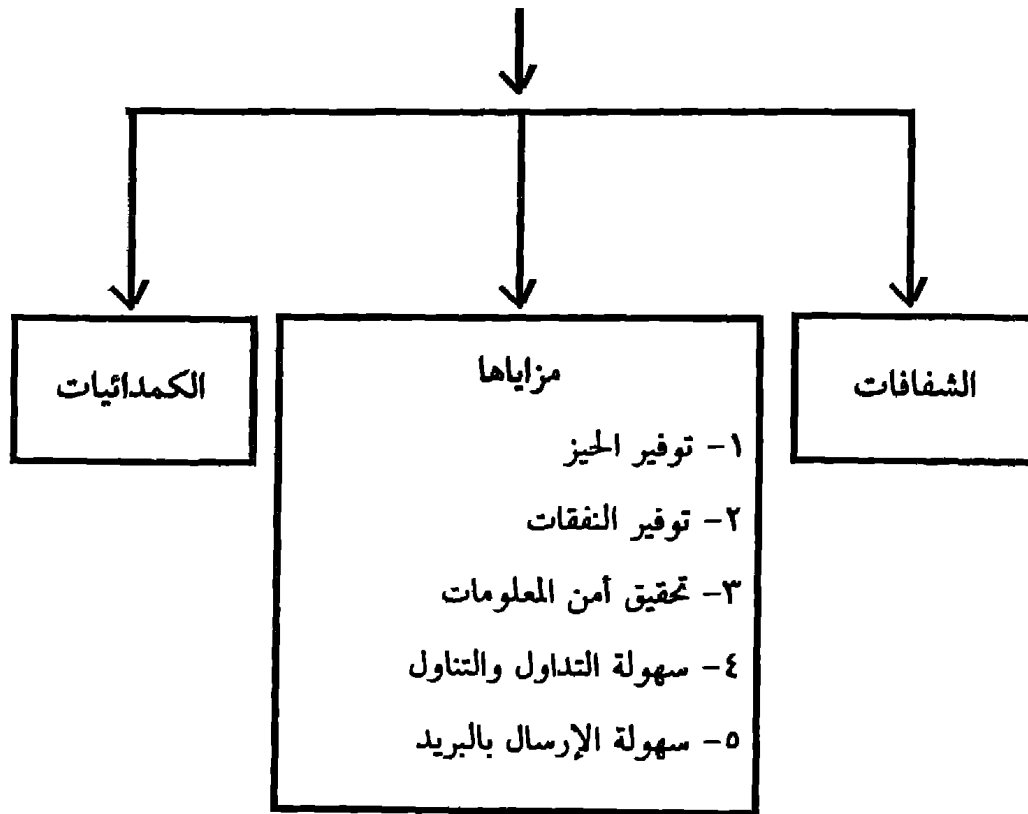 الشفافات
مزاياها
١- توفير الحيز
٢- توفير النفقات
٣- تحقيق أمن المعلومات
٤- سهولة التداول والتناول
٥- سهولة الإرسال بالبريد
الكمدائيات